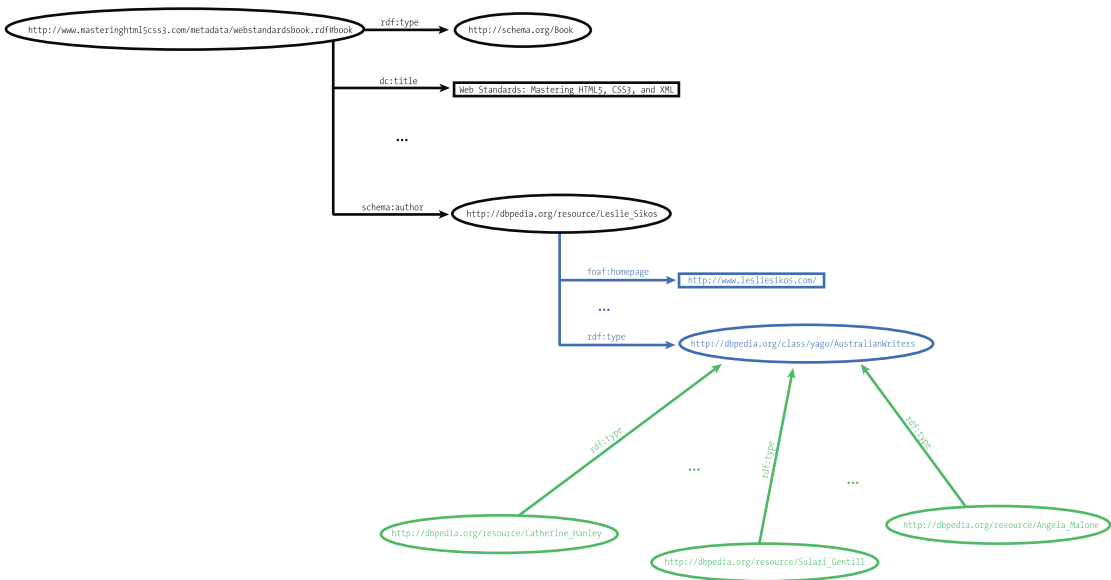 http://www.masteringhtml5css3.com/metadata/webstandardsbook.rdf#book
rdf:type
http://schema.org/Book
dc:title
Web Standards: Mastering HTML5, CSS3, and XML
...
schema:author
http://dbpedia.org/resource/Leslie_Sikos
foaf:homepage
http://www.lesliesikos.com/
...
rdf:type
http://dbpedia.org/class/yago/AustralianWriters
rdf:type
rdf:type
rdf:type
...
...
http://dbpedia.org/resource/Catherine_Hanley
http://dbpedia.org/resource/Sulari_Gentill
http://dbpedia.org/resource/Angela_Malone